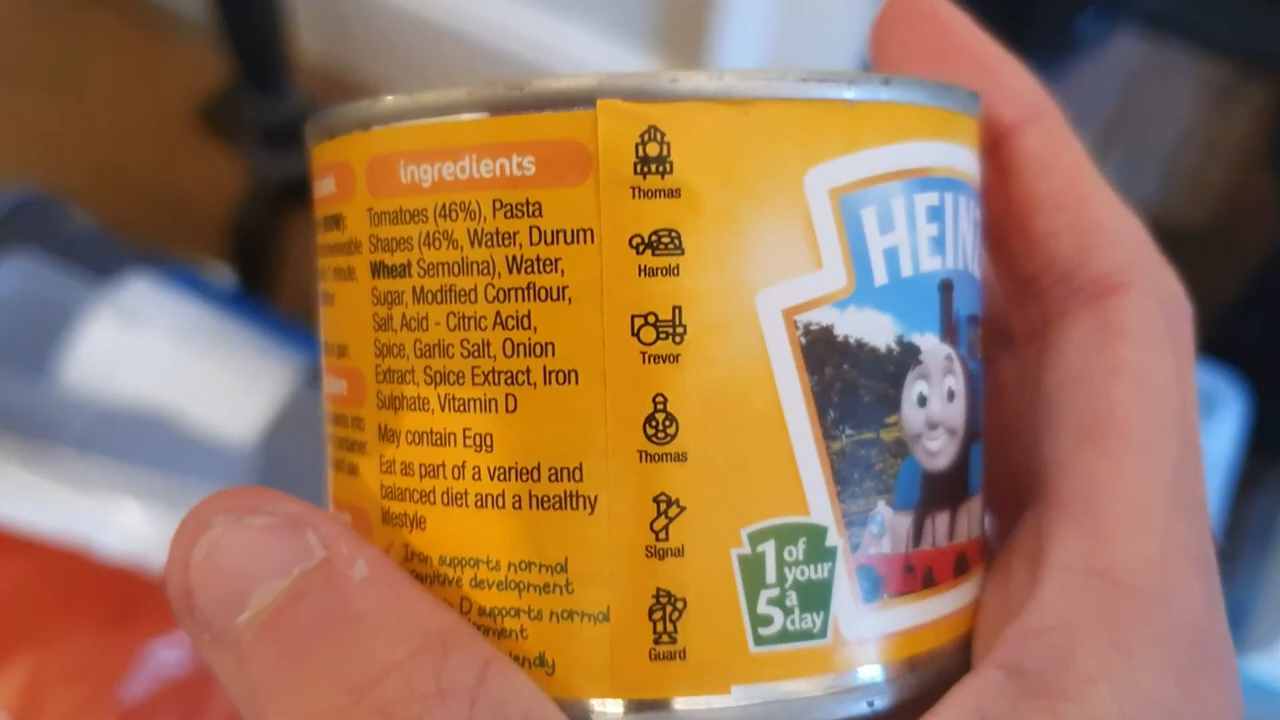 ingredients
Tomatoes (46%), Pasta
Shapes (46%, Water, Durum
Wheat Semolina), Water,
Sugar, Modified Cornflour,
Salt, Acid - Citric Acid,
Spice, Garlic Salt, Onion
Extract, Spice Extract, Iron
Sulphate, Vitamin D
May contain Egg
Eat as part of a varied and
balanced diet and a healthy
lifestyle
Iron supports normal
development
D supports normal
Thomas
Harold
Trevor
Thomas
Signal
Guard
HEINZ
1 of
your
5 a
day